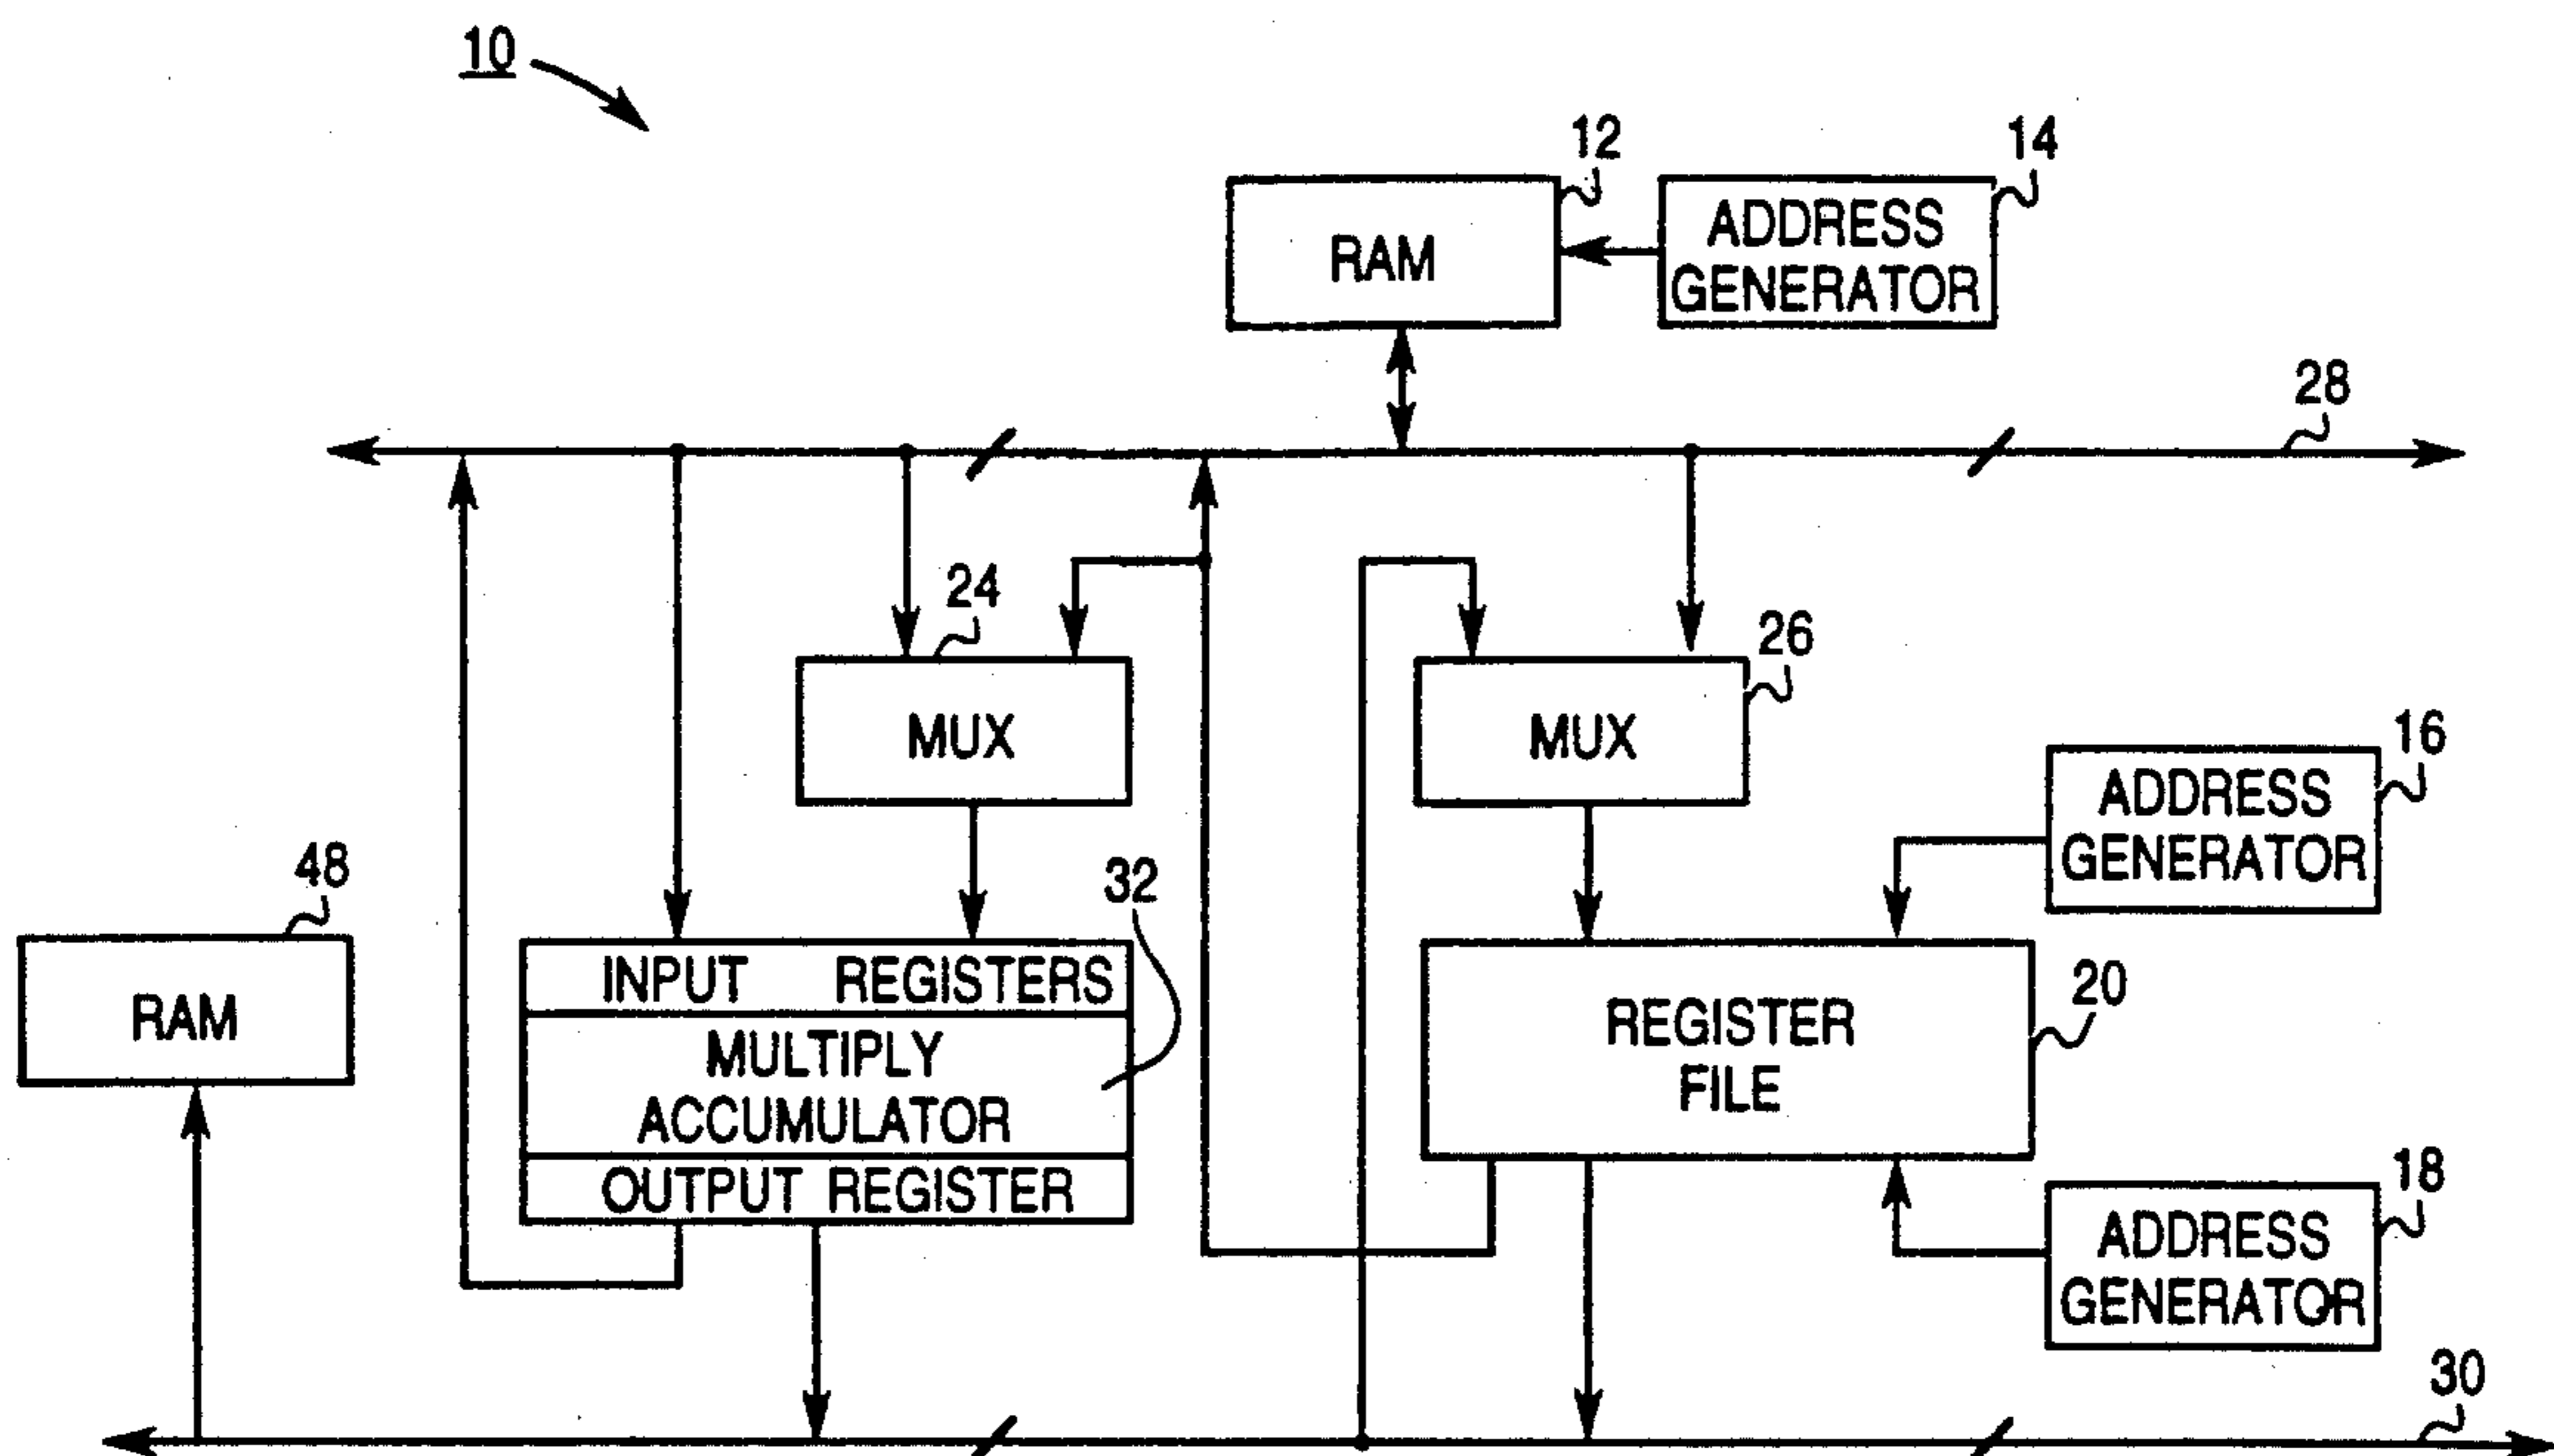 10
12
14
RAM
ADDRESS
GENERATOR
28
24
26
MUX
MUX
16
ADDRESS
GENERATOR
48
RAM
32
INPUT REGISTERS
MULTIPLY
ACCUMULATOR
OUTPUT REGISTER
20
REGISTER
FILE
18
ADDRESS
GENERATOR
30